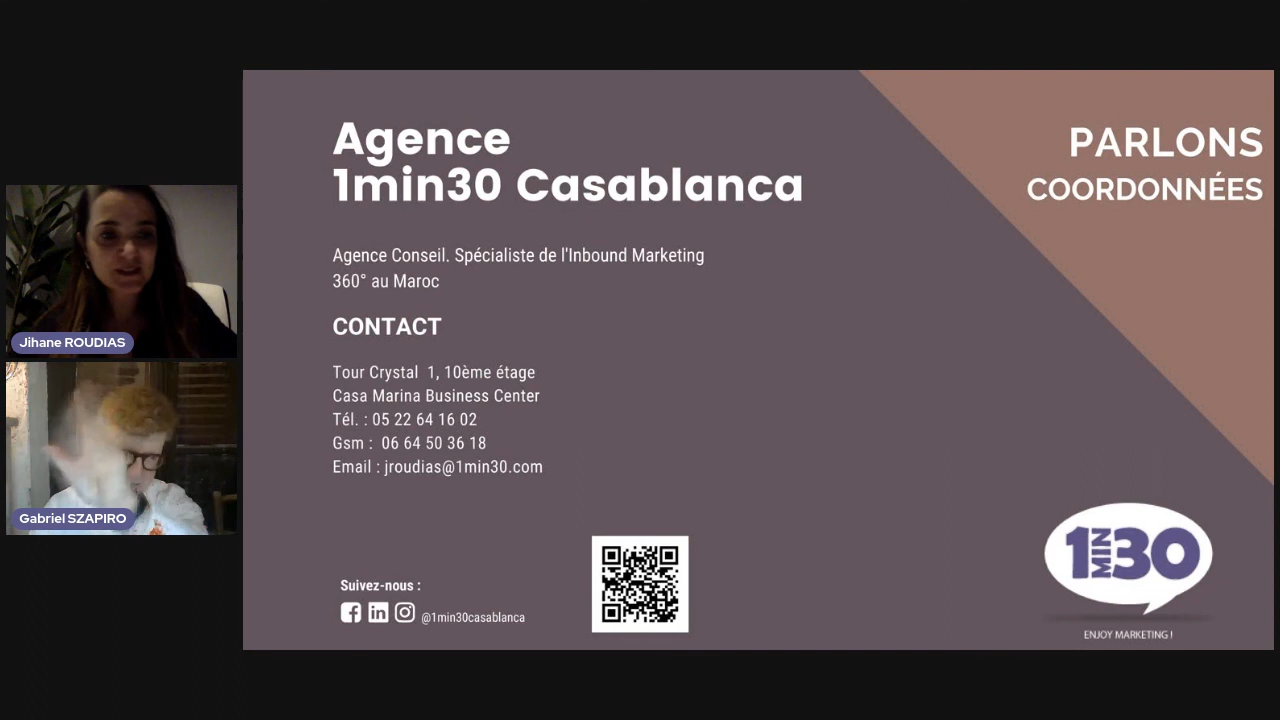 Agence
1min30 Casablanca
PARLONS
COORDONNÉES
Agence Conseil. Spécialiste de l'Inbound Marketing
360° au Maroc
CONTACT
Tour Crystal 1, 10ème étage
Casa Marina Business Center
Tél. : 05 22 64 16 02
Gsm : 06 64 50 36 18
Email : jroudias@1min30.com
Suivez-nous :
@1min30casablanca
1MIN30
ENJOY MARKETING !
Jihane ROUDIAS
Gabriel SZAPIRO